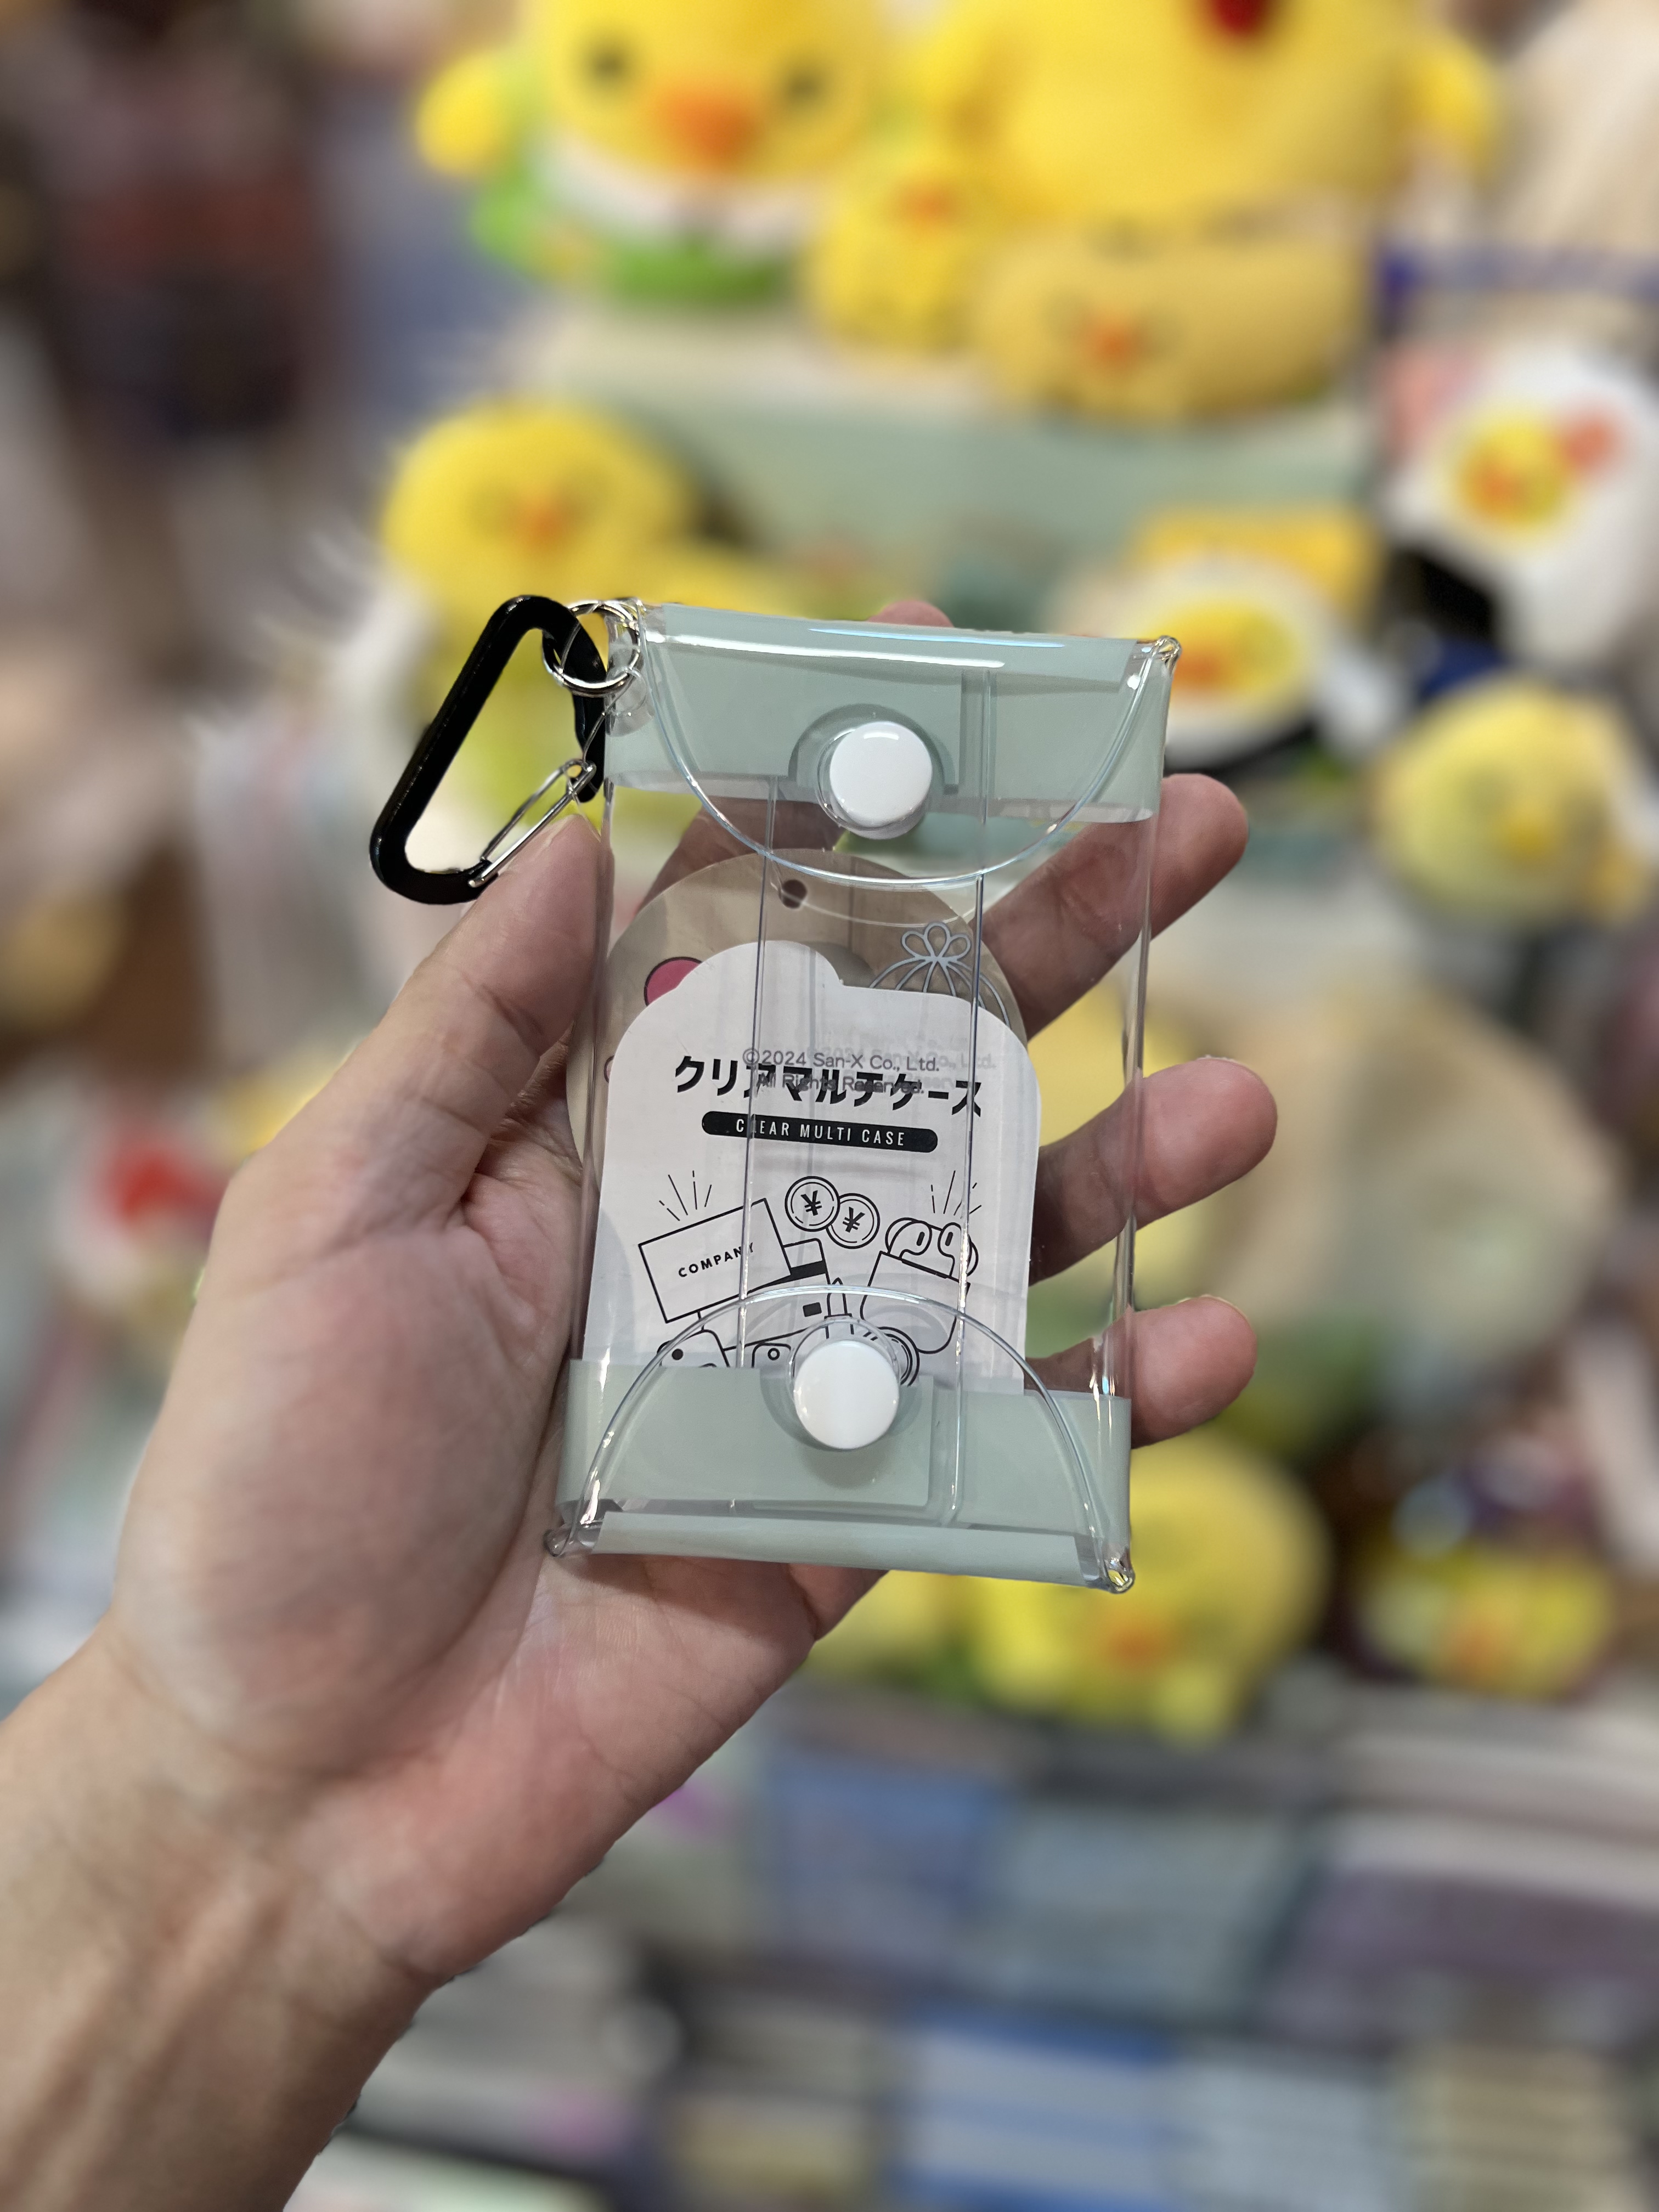 ©2024 San-X Co., Ltd.
All Rights Reserved.
クリアマルチケース
CLEAR MULTI CASE
¥ ¥
COMPANY